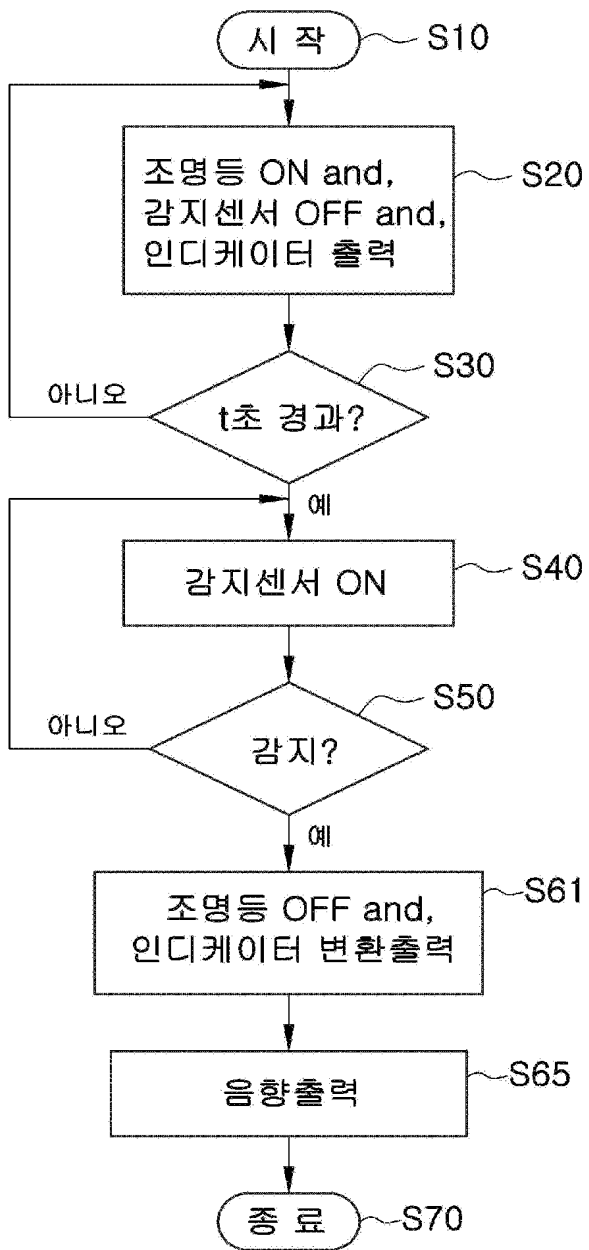 시 작
S10
조명등 ON and,
감지센서 OFF and,
인디케이터 출력
S20
S30
t초 경과?
아니오
예
감지센서 ON
S40
S50
감지?
아니오
예
조명등 OFF and,
인디케이터 변환출력
S61
음향출력
S65
종 료
S70